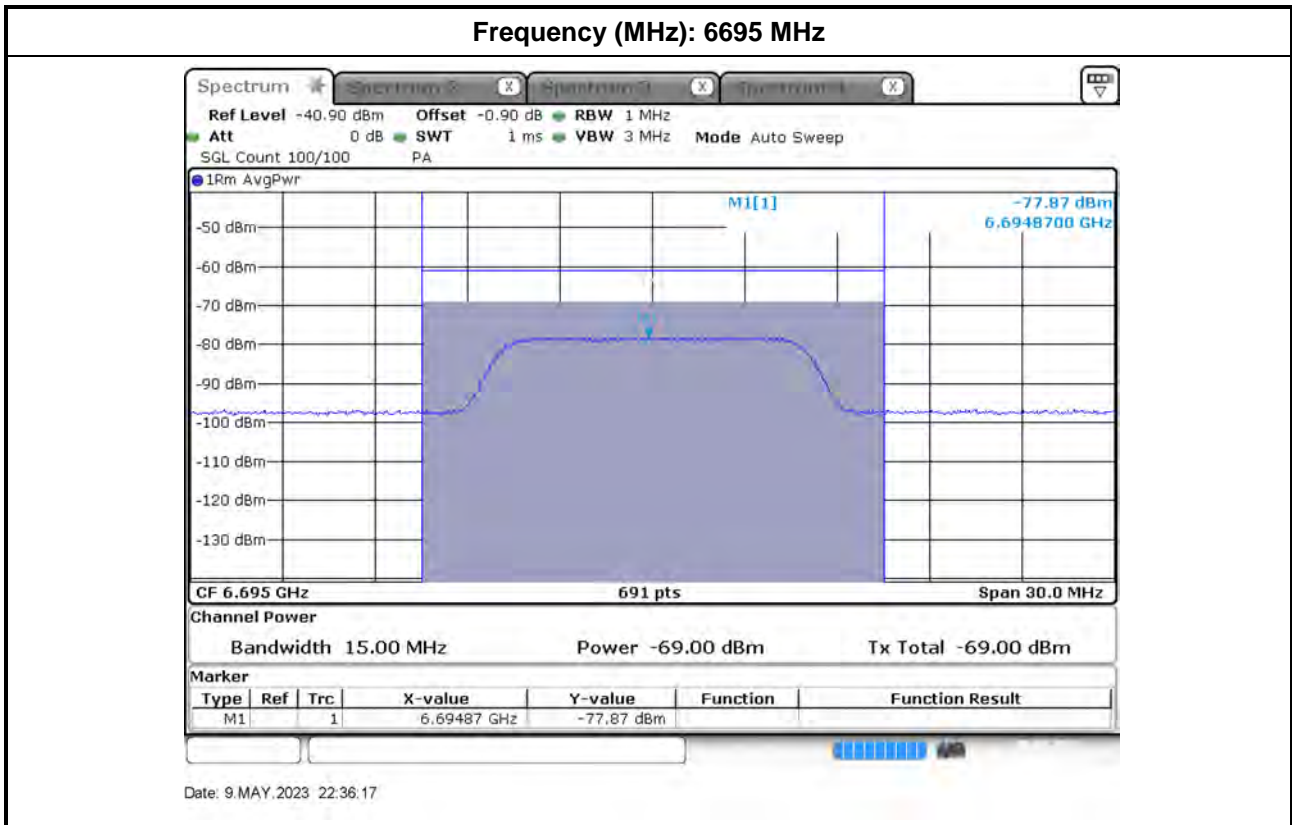 Frequency (MHz): 6695 MHz
Spectrum
Ref Level -40.90 dBm Offset -0.90 dB RBW 1 MHz
Att 0 dB SWT 1 ms VBW 3 MHz Mode Auto Sweep
SGL Count 100/100 PA
1Rm AvgPwr
M1[1] -77.87 dBm
6.6948700 GHz
-50 dBm
-60 dBm
-70 dBm
-80 dBm
-90 dBm
-100 dBm
-110 dBm
-120 dBm
-130 dBm
CF 6.695 GHz 691 pts Span 30.0 MHz
Channel Power
Bandwidth 15.00 MHz Power -69.00 dBm Tx Total -69.00 dBm
Marker
Type Ref Trc X-value Y-value Function Function Result
M1 1 6.69487 GHz -77.87 dBm
Date: 9.MAY.2023 22:36:17